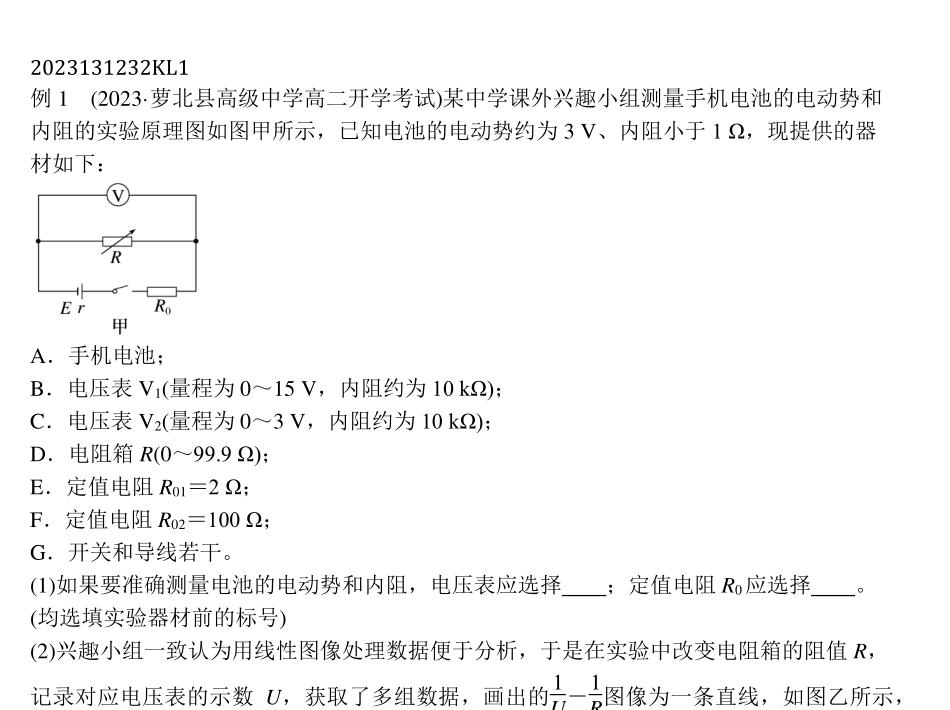 2023131232KL1
例 1　(2023·萝北县高级中学高二开学考试)某中学课外兴趣小组测量手机电池的电动势和
内阻的实验原理图如图甲所示，已知电池的电动势约为 3 V、内阻小于 1 Ω，现提供的器
材如下：
V
R
E r
R₀
甲
A．手机电池；
B．电压表 V₁(量程为 0～15 V，内阻约为 10 kΩ)；
C．电压表 V₂(量程为 0～3 V，内阻约为 10 kΩ)；
D．电阻箱 R(0～99.9 Ω)；
E．定值电阻 R₀₁＝2 Ω；
F．定值电阻 R₀₂＝100 Ω；
G．开关和导线若干。
(1)如果要准确测量电池的电动势和内阻，电压表应选择____；定值电阻 R₀应选择____。
(均选填实验器材前的标号)
(2)兴趣小组一致认为用线性图像处理数据便于分析，于是在实验中改变电阻箱的阻值 R，
记录对应电压表的示数 U，获取了多组数据，画出的1/U－1/R图像为一条直线，如图乙所示，